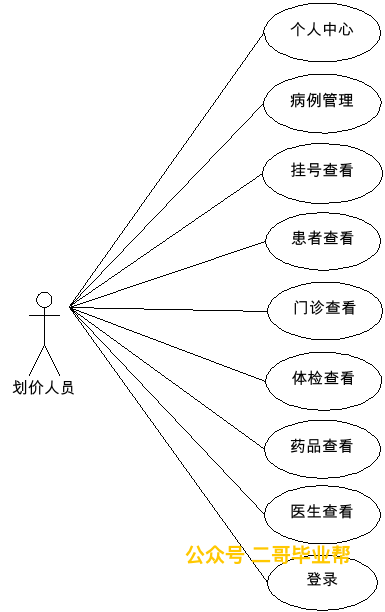 个人中心
病例管理
挂号查看
患者查看
门诊查看
体检查看
划价人员
药品查看
医生查看
公众号 二哥毕业帮
登录